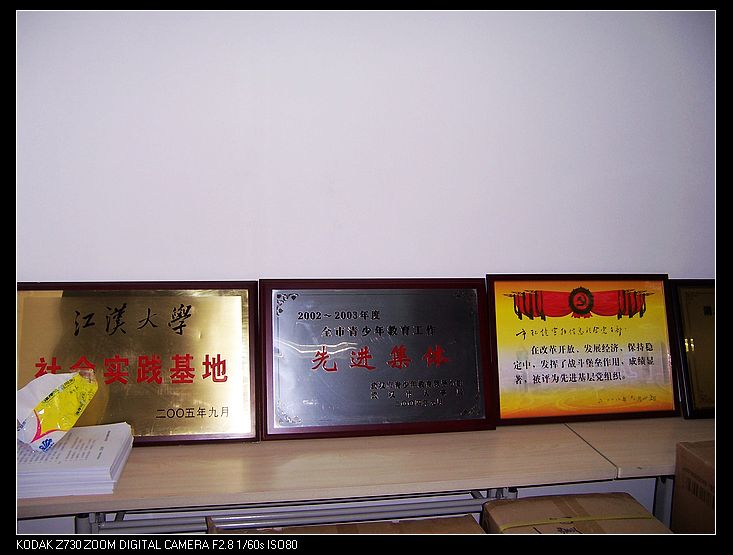 江漢大學
社会实践基地
二〇〇五年九月
2002～2003年度
全市青少年教育工作
先进集体
在改革开放、发展经济、保持稳
定中，发挥了战斗堡垒作用，成绩显
著，被评为先进基层党组织。
KODAK Z730 ZOOM DIGITAL CAMERA F2.8 1/60s ISO80